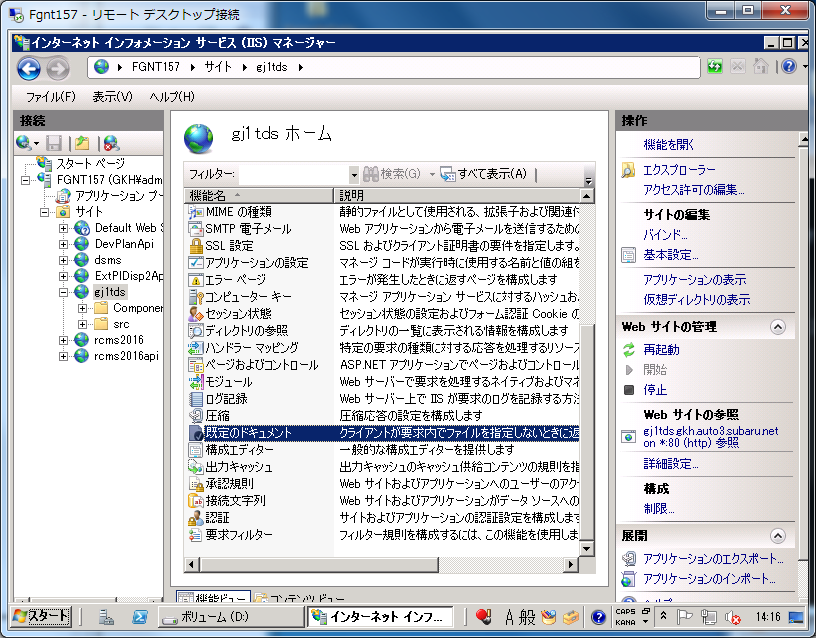 Fgnt157 - リモート デスクトップ接続
インターネット インフォメーション サービス (IIS) マネージャー
FGNT157 サイト gj1tds
ファイル(F) 表示(V) ヘルプ(H)
接続
スタート ページ
FGNT157 (GKH¥adm
アプリケーション プー
サイト
Default Web S
DevPlanApi
dsms
ExtPIDisp2Ap
gj1tds
Componer
src
rcms2016
rcms2016api
gj1tds ホーム
フィルター: 検索(G) すべて表示(A)
機能名 説明
MIME の種類 静的ファイルとして使用される、拡張子および関連付
SMTP 電子メール Web アプリケーションから電子メールを送信するための
SSL 設定 SSL およびクライアント証明書の要件を指定します。
アプリケーションの設定 マネージ コードが実行時に使用する名前と値の組を
エラー ページ エラーが発生したときに返すページを構成します
コンピューター キー マネージ アプリケーション サービスに対するハッシュお
セッション状態 セッション状態の設定およびフォーム認証 Cookie の
ディレクトリの参照 ディレクトリの一覧に表示される情報を構成します
ハンドラー マッピング 特定の要求の種類に対する応答を処理するリソース
ページおよびコントロール ASP.NET アプリケーションでページおよびコントロール
モジュール Web サーバーで要求を処理するネイティブおよびマネ
ログ記録 Web サーバー上で IIS が要求のログを記録する方法
圧縮 圧縮応答の設定を構成します
既定のドキュメント クライアントが要求内でファイルを指定しないときに返
構成エディター 一般的な構成エディターを提供します
出力キャッシュ 出力キャッシュのキャッシュ供給コンテンツの規則を指
承認規則 Web サイトおよびアプリケーションへのユーザーのアク
接続文字列 Web サイトおよびアプリケーションがデータ ソースへの
認証 サイトおよびアプリケーションの認証設定を構成します
要求フィルター フィルター規則を構成するには、この機能を使用しま
機能ビュー コンテンツ ビュー
操作
機能を開く
エクスプローラー
アクセス許可の編集...
サイトの編集
バインド...
基本設定...
アプリケーションの表示
仮想ディレクトリの表示
Web サイトの管理
再起動
開始
停止
Web サイトの参照
gj1tds.gkh.auto3.subaru.net
on *:80 (http) 参照
詳細設定...
構成
制限...
展開
アプリケーションのエクスポート...
アプリケーションのインポート...
ヘルプ
スタート ボリューム (D:) インターネット インフ... A 般 CAPS KANA 14:16